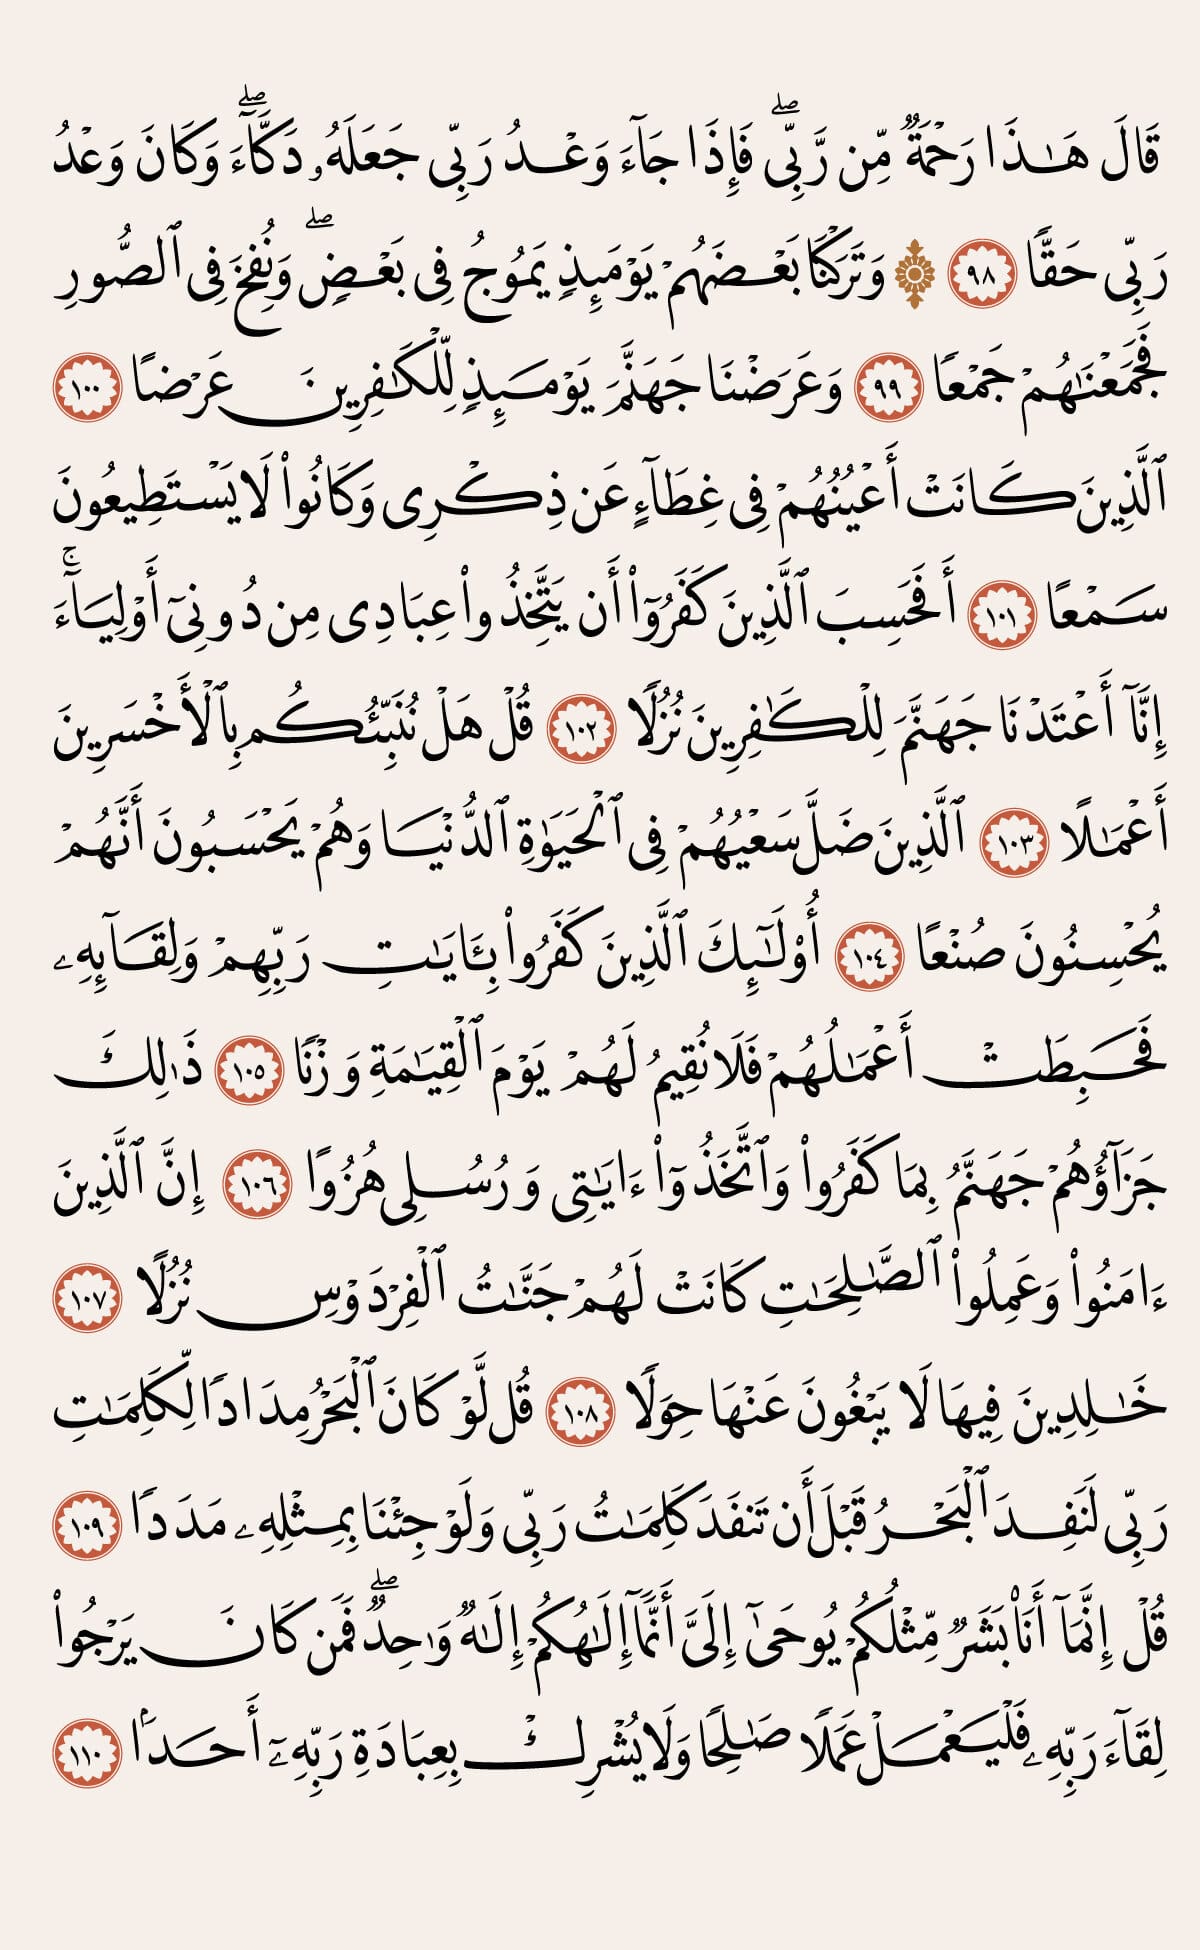 قَالَ هَـٰذَا رَحْمَةٌ مِّن رَّبِّى ۖ فَإِذَا جَآءَ وَعْدُ رَبِّى جَعَلَهُۥ دَكَّآءَ ۖ وَكَانَ وَعْدُ
رَبِّى حَقًّا ٩٨ ۞ وَتَرَكْنَا بَعْضَهُمْ يَوْمَئِذٍ يَمُوجُ فِى بَعْضٍ ۖ وَنُفِخَ فِى ٱلصُّورِ
فَجَمَعْنَـٰهُمْ جَمْعًا ٩٩ وَعَرَضْنَا جَهَنَّمَ يَوْمَئِذٍ لِّلْكَـٰفِرِينَ عَرْضًا ١٠٠
ٱلَّذِينَ كَانَتْ أَعْيُنُهُمْ فِى غِطَآءٍ عَن ذِكْرِى وَكَانُوا۟ لَا يَسْتَطِيعُونَ
سَمْعًا ١٠١ أَفَحَسِبَ ٱلَّذِينَ كَفَرُوٓا۟ أَن يَتَّخِذُوا۟ عِبَادِى مِن دُونِىٓ أَوْلِيَآءَ ۚ
إِنَّآ أَعْتَدْنَا جَهَنَّمَ لِلْكَـٰفِرِينَ نُزُلًا ١٠٢ قُلْ هَلْ نُنَبِّئُكُم بِٱلْأَخْسَرِينَ
أَعْمَـٰلًا ١٠٣ ٱلَّذِينَ ضَلَّ سَعْيُهُمْ فِى ٱلْحَيَوٰةِ ٱلدُّنْيَا وَهُمْ يَحْسَبُونَ أَنَّهُمْ
يُحْسِنُونَ صُنْعًا ١٠٤ أُو۟لَـٰٓئِكَ ٱلَّذِينَ كَفَرُوا۟ بِـَٔايَـٰتِ رَبِّهِمْ وَلِقَآئِهِۦ
فَحَبِطَتْ أَعْمَـٰلُهُمْ فَلَا نُقِيمُ لَهُمْ يَوْمَ ٱلْقِيَـٰمَةِ وَزْنًا ١٠٥ ذَٰلِكَ
جَزَآؤُهُمْ جَهَنَّمُ بِمَا كَفَرُوا۟ وَٱتَّخَذُوٓا۟ ءَايَـٰتِى وَرُسُلِى هُزُوًا ١٠٦ إِنَّ ٱلَّذِينَ
ءَامَنُوا۟ وَعَمِلُوا۟ ٱلصَّـٰلِحَـٰتِ كَانَتْ لَهُمْ جَنَّـٰتُ ٱلْفِرْدَوْسِ نُزُلًا ١٠٧
خَـٰلِدِينَ فِيهَا لَا يَبْغُونَ عَنْهَا حِوَلًا ١٠٨ قُل لَّوْ كَانَ ٱلْبَحْرُ مِدَادًا لِّكَلِمَـٰتِ
رَبِّى لَنَفِدَ ٱلْبَحْرُ قَبْلَ أَن تَنفَدَ كَلِمَـٰتُ رَبِّى وَلَوْ جِئْنَا بِمِثْلِهِۦ مَدَدًا ١٠٩
قُلْ إِنَّمَآ أَنَا۠ بَشَرٌ مِّثْلُكُمْ يُوحَىٰٓ إِلَىَّ أَنَّمَآ إِلَـٰهُكُمْ إِلَـٰهٌ وَٰحِدٌ ۖ فَمَن كَانَ يَرْجُوا۟
لِقَآءَ رَبِّهِۦ فَلْيَعْمَلْ عَمَلًا صَـٰلِحًا وَلَا يُشْرِكْ بِعِبَادَةِ رَبِّهِۦٓ أَحَدًۢا ١١٠